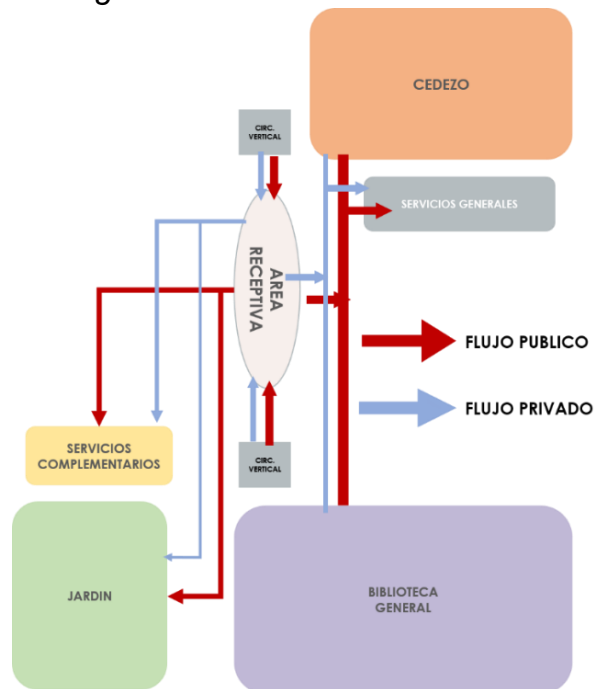 CEDEZO
CIRC.
VERTICAL
SERVICIOS GENERALES
AREA
RECEPTIVA
FLUJO PUBLICO
FLUJO PRIVADO
SERVICIOS
COMPLEMENTARIOS
CIRC.
VERTICAL
JARDIN
BIBLIOTECA
GENERAL